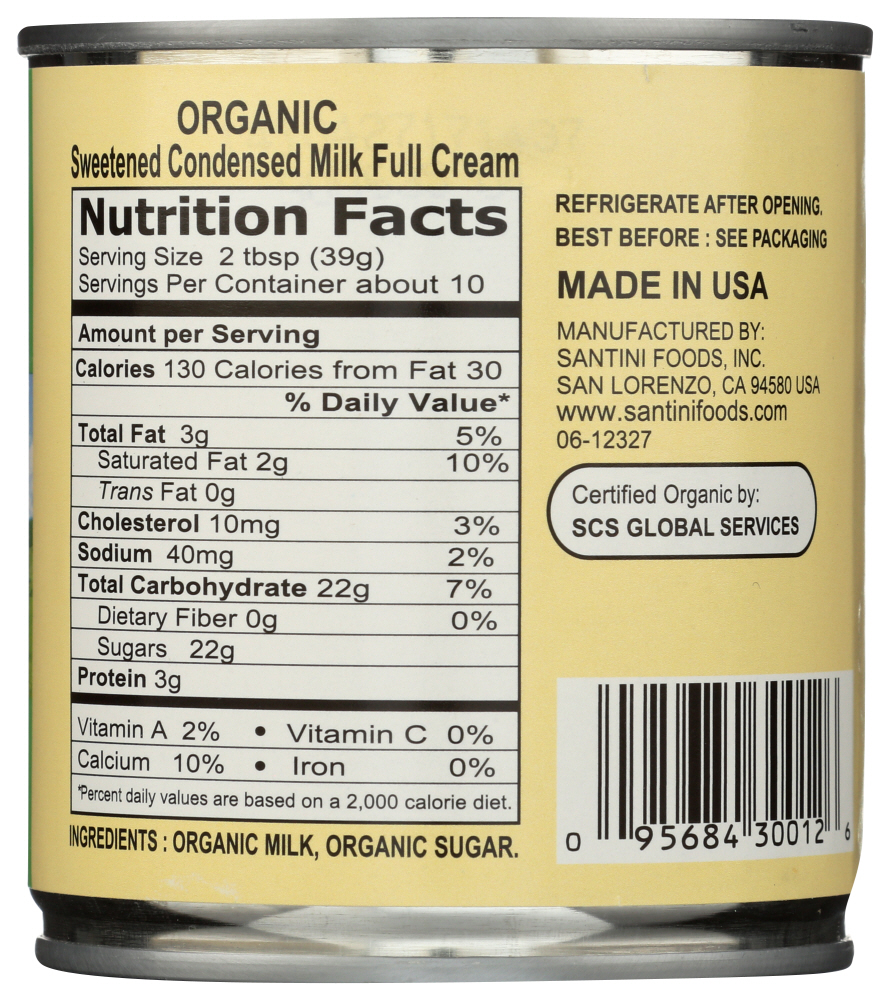 ORGANIC
Sweetened Condensed Milk Full Cream
Nutrition Facts
Serving Size 2 tbsp (39g)
Servings Per Container about 10
Amount per Serving
Calories 130 Calories from Fat 30
% Daily Value*
Total Fat 3g 5%
Saturated Fat 2g 10%
Trans Fat 0g
Cholesterol 10mg 3%
Sodium 40mg 2%
Total Carbohydrate 22g 7%
Dietary Fiber 0g 0%
Sugars 22g
Protein 3g
Vitamin A 2% • Vitamin C 0%
Calcium 10% • Iron 0%
*Percent daily values are based on a 2,000 calorie diet.
INGREDIENTS : ORGANIC MILK, ORGANIC SUGAR.
REFRIGERATE AFTER OPENING.
BEST BEFORE : SEE PACKAGING
MADE IN USA
MANUFACTURED BY:
SANTINI FOODS, INC.
SAN LORENZO, CA 94580 USA
www.santinifoods.com
06-12327
Certified Organic by:
SCS GLOBAL SERVICES
0 95684 30012 6